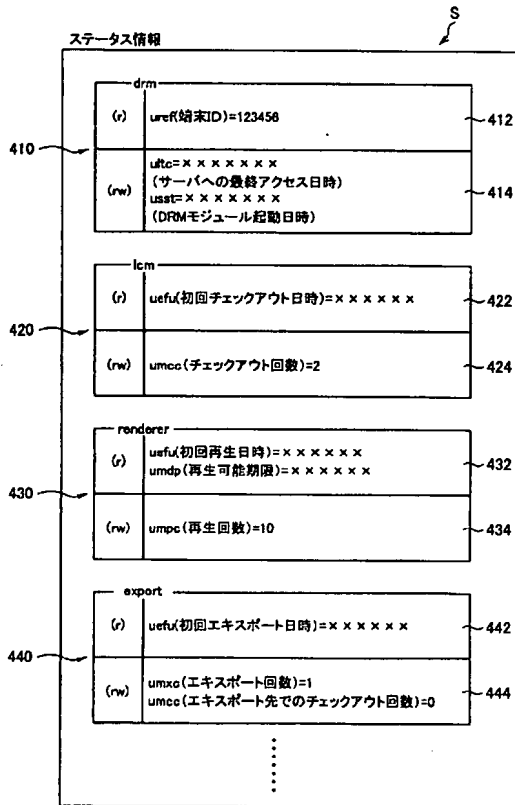 S
ステータス情報
drm
(r) uref(端末ID)=123456 412
410
(rw) ultc=×××××××
(サーバへの最終アクセス日時)
usst=×××××××
(DRMモジュール起動日時)
414
lcm
(r) uefu(初回チェックアウト日時)=×××××× 422
420
(rw) umcc(チェックアウト回数)=2 424
renderer
(r) uefu(初回再生日時)=××××××
umdp(再生可能期限)=××××××
432
430
(rw) umpc(再生回数)=10 434
export
(r) uefu(初回エキスポート日時)=×××××× 442
440
(rw) umxc(エキスポート回数)=1
umcc(エキスポート先でのチェックアウト回数)=0
444